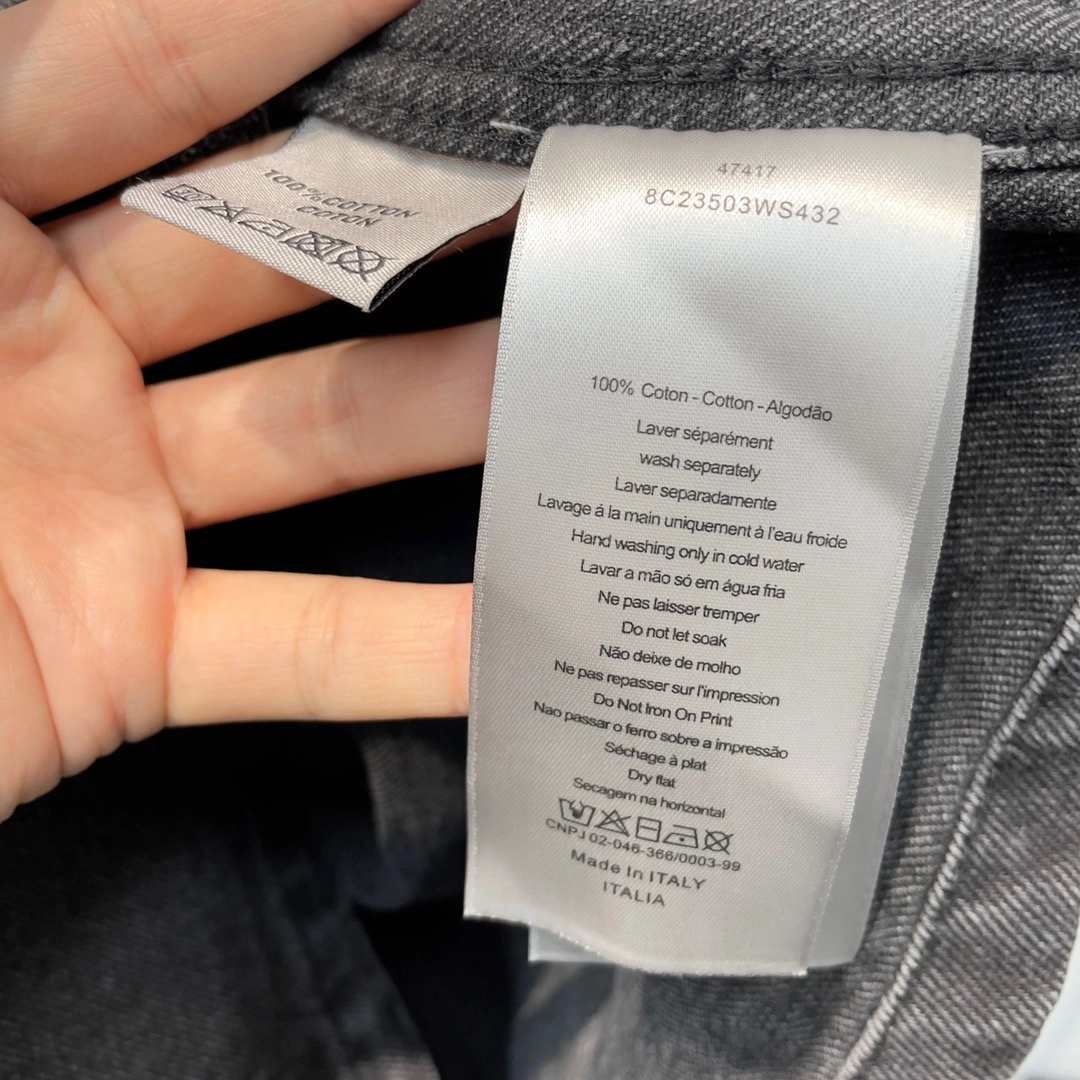 100% COTTON
COTON
30
47417
8C23503WS432
100% Coton - Cotton - Algodão
Laver séparément
wash separately
Laver separadamente
Lavage á la main uniquement à l'eau froide
Hand washing only in cold water
Lavar a mão só em água fria
Ne pas laisser tremper
Do not let soak
Não deixe de molho
Ne pas repasser sur l'impression
Do Not Iron On Print
Nao passar o ferro sobre a impressão
Séchage à plat
Dry flat
Secagem na horizontal
CNPJ 02-046-366/0003-99
Made In ITALY
ITALIA